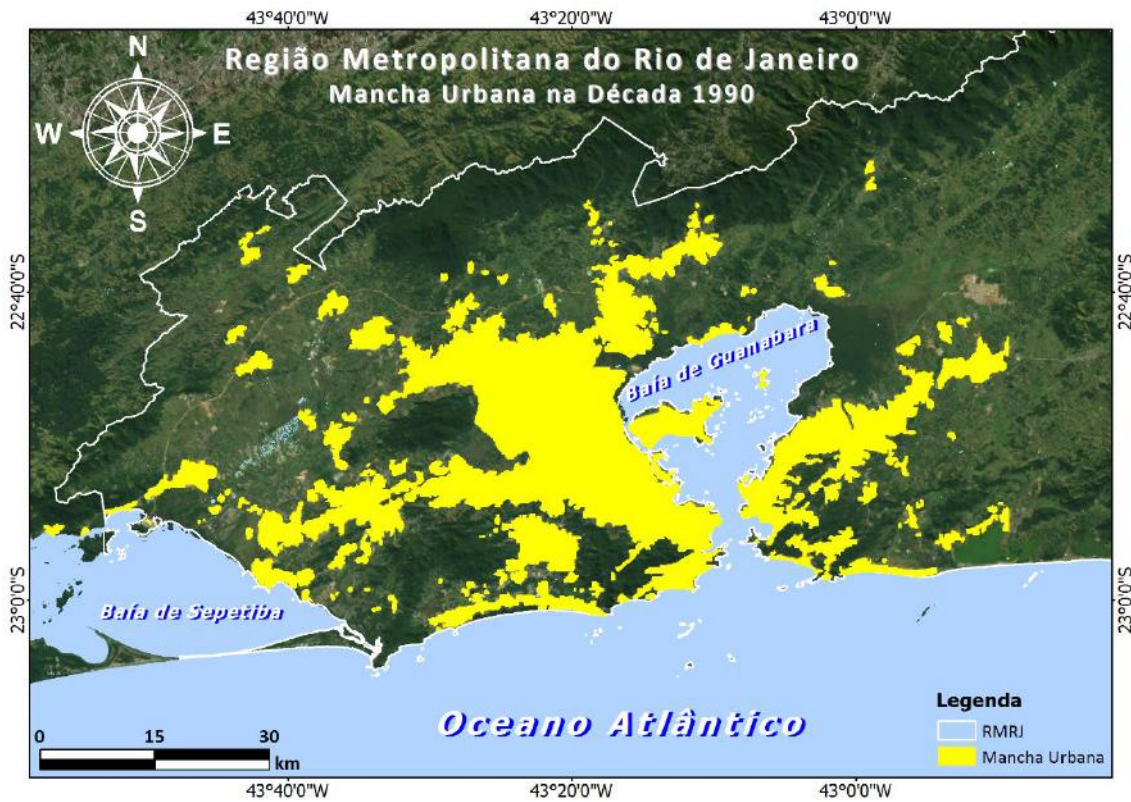 43°40'0"W 43°20'0"W 43°0'0"W
Região Metropolitana do Rio de Janeiro
Mancha Urbana na Década 1990
N
W E
S
22°40'0"S 22°40'0"S
Baía de Guanabara
23°0'0"S 23°0'0"S
Baía de Sepetiba
Oceano Atlântico
Legenda
RMRJ
Mancha Urbana
0 15 30
km
43°40'0"W 43°20'0"W 43°0'0"W